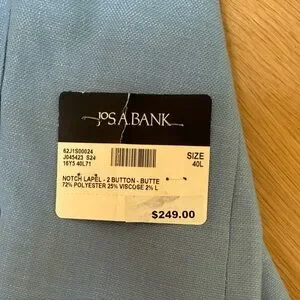 JOS. A. BANK
62J1S00024
J045423 S24
16Y5 40L71
SIZE
40L
NOTCH LAPEL - 2 BUTTON - BUTTE
72% POLYESTER 25% VISCOSE 2% L
$249.00